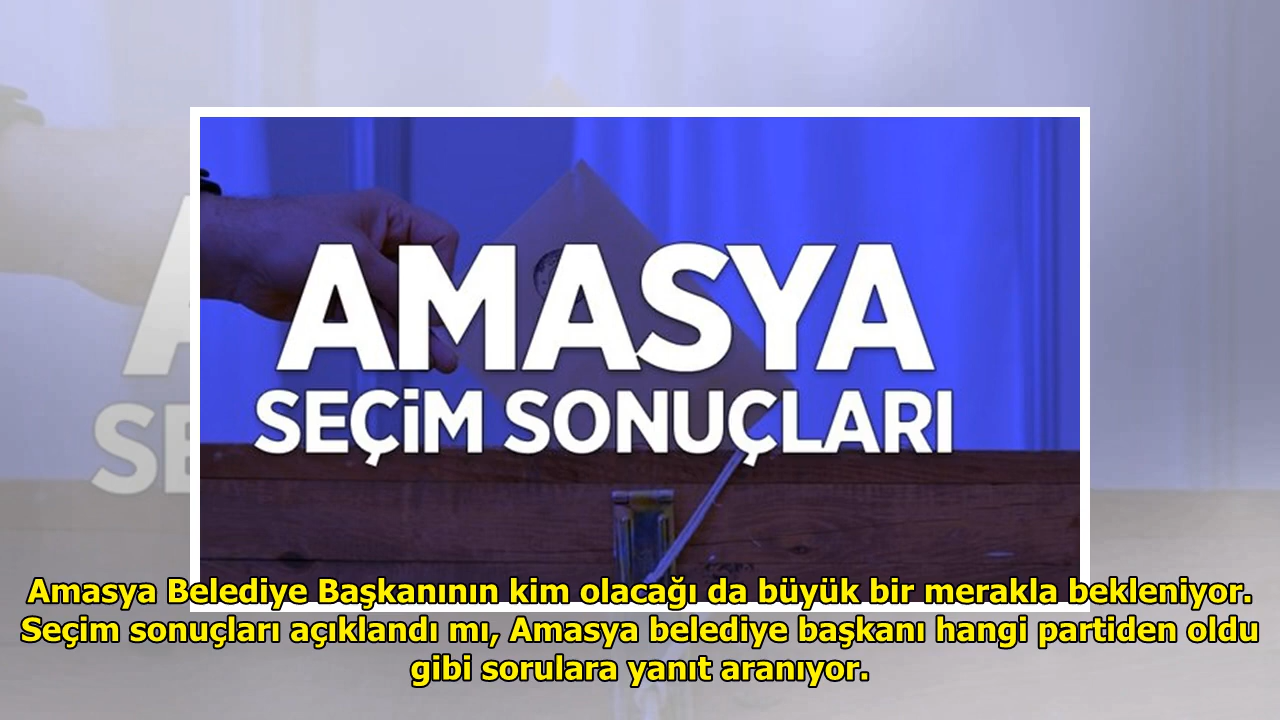 AMASYA
SEÇİM SONUÇLARI
Amasya Belediye Başkanının kim olacağı da büyük bir merakla bekleniyor.
Seçim sonuçları açıklandı mı, Amasya belediye başkanı hangi partiden oldu
gibi sorulara yanıt aranıyor.